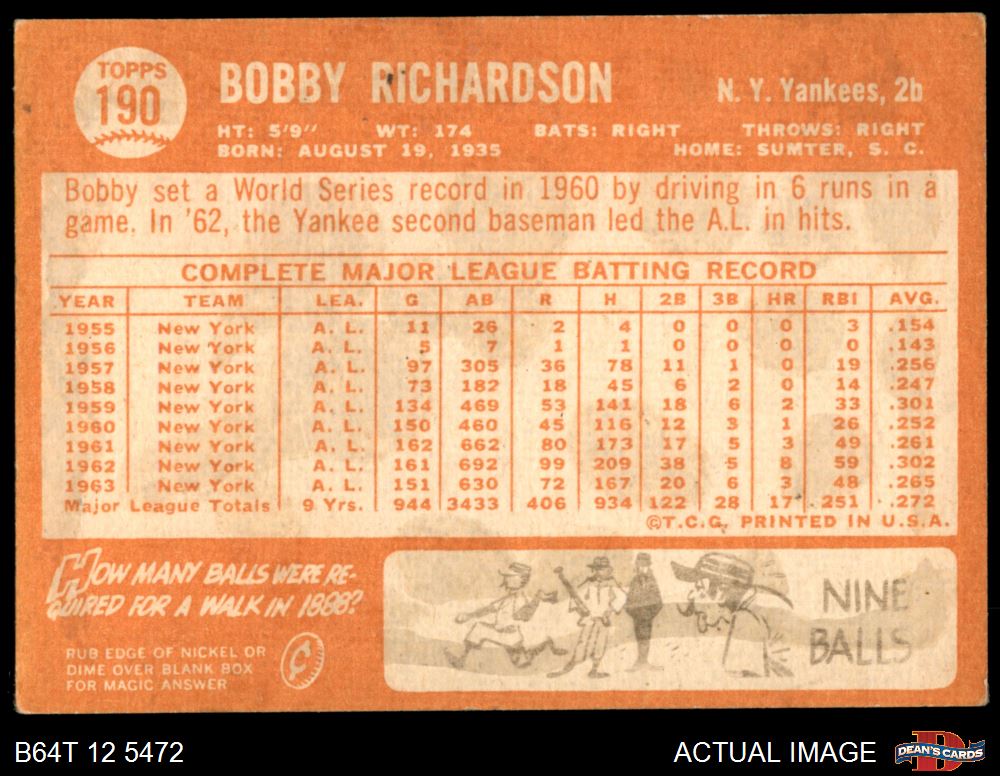 TOPPS
190
BOBBY RICHARDSON
N. Y. Yankees, 2b
HT: 5'9" WT: 174 BATS: RIGHT THROWS: RIGHT
BORN: AUGUST 19, 1935 HOME: SUMTER, S. C.
Bobby set a World Series record in 1960 by driving in 6 runs in a
game. In '62, the Yankee second baseman led the A.L. in hits.
COMPLETE MAJOR LEAGUE BATTING RECORD
YEAR TEAM LEA. G AB R H 2B 3B HR RBI AVG.
1955 New York A. L. 11 26 2 4 0 0 0 3 .154
1956 New York A. L. 5 7 1 1 0 0 0 0 .143
1957 New York A. L. 97 305 36 78 11 1 0 19 .256
1958 New York A. L. 73 182 18 45 6 2 0 14 .247
1959 New York A. L. 134 469 53 141 18 6 2 33 .301
1960 New York A. L. 150 460 45 116 12 3 1 26 .252
1961 New York A. L. 162 662 80 173 17 5 3 49 .261
1962 New York A. L. 161 692 99 209 38 5 8 59 .302
1963 New York A. L. 151 630 72 167 20 6 3 48 .265
Major League Totals 9 Yrs. 944 3433 406 934 122 28 17 251 .272
©T.C.G. PRINTED IN U.S.A.
HOW MANY BALLS WERE RE-
QUIRED FOR A WALK IN 1888?
RUB EDGE OF NICKEL OR
DIME OVER BLANK BOX
FOR MAGIC ANSWER
NINE
BALLS
B64T 12 5472
ACTUAL IMAGE
DEAN'S CARDS